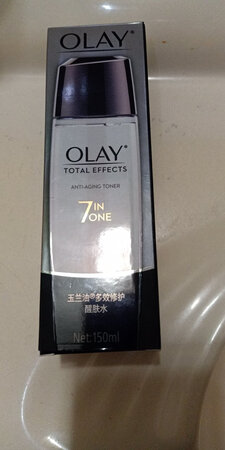 OLAY®
OLAY®
TOTAL EFFECTS
ANTI-AGING TONER
7 IN ONE
玉兰油®多效修护
醒肤水
Net:150ml